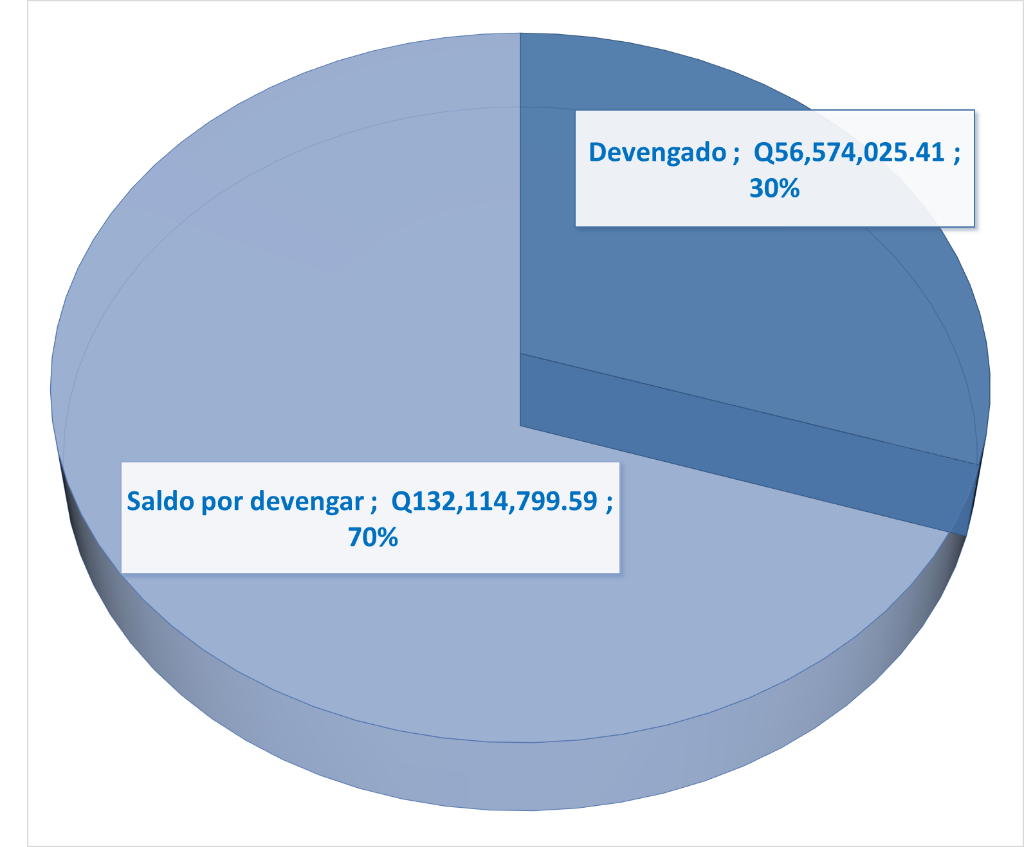 Devengado ; Q56,574,025.41 ;
30%
Saldo por devengar ; Q132,114,799.59 ;
70%